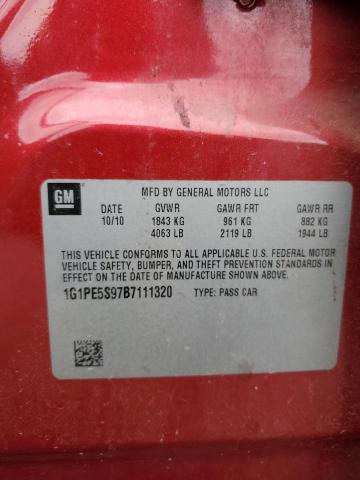 GM
MFD BY GENERAL MOTORS LLC
DATE GVWR GAWR FRT GAWR RR
10/10 1843 KG 961 KG 882 KG
4063 LB 2119 LB 1944 LB
THIS VEHICLE CONFORMS TO ALL APPLICABLE U.S. FEDERAL MOTOR
VEHICLE SAFETY, BUMPER, AND THEFT PREVENTION STANDARDS IN
EFFECT ON THE DATE OF MANUFACTURE SHOWN ABOVE.
1G1PE5S97B7111320 TYPE: PASS CAR